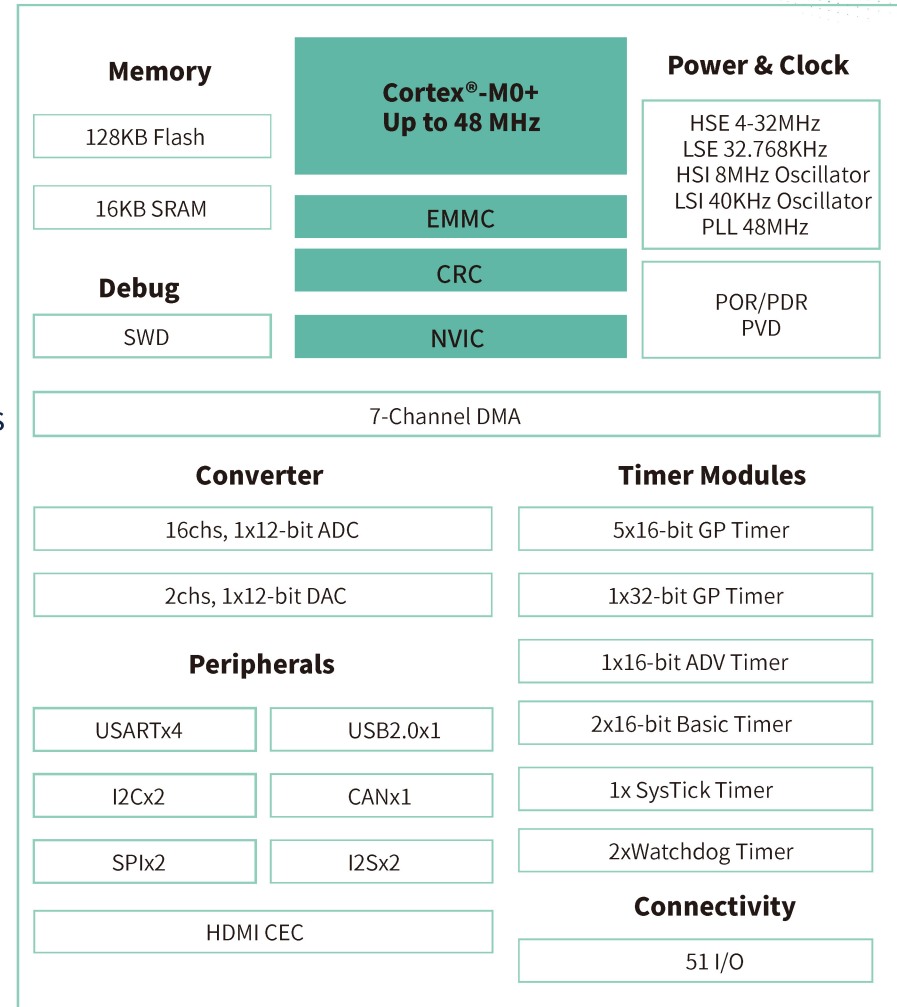 Memory
128KB Flash
16KB SRAM
Debug
SWD
Cortex®-M0+
Up to 48 MHz
EMMC
CRC
NVIC
Power & Clock
HSE 4-32MHz
LSE 32.768KHz
HSI 8MHz Oscillator
LSI 40KHz Oscillator
PLL 48MHz
POR/PDR
PVD
s
7-Channel DMA
Converter
16chs, 1x12-bit ADC
2chs, 1x12-bit DAC
Peripherals
USARTx4
USB2.0x1
I2Cx2
CANx1
SPIx2
I2Sx2
HDMI CEC
Timer Modules
5x16-bit GP Timer
1x32-bit GP Timer
1x16-bit ADV Timer
2x16-bit Basic Timer
1x SysTick Timer
2xWatchdog Timer
Connectivity
51 I/O